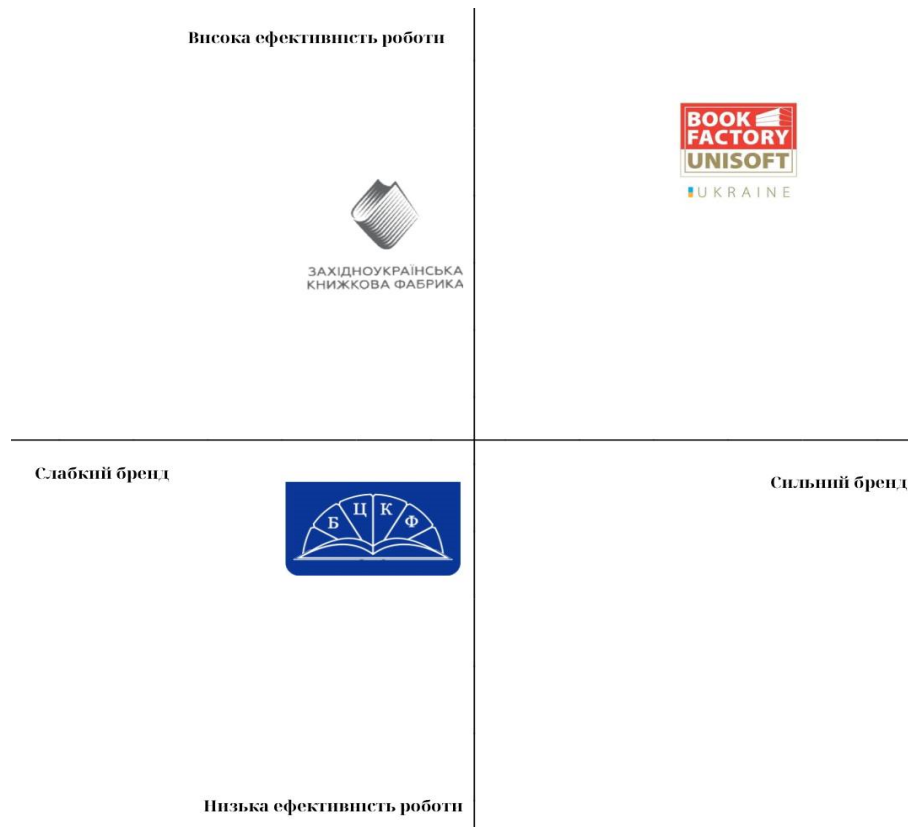 Висока ефективність роботи
BOOK
FACTORY
UNISOFT
UKRAINE
ЗАХІДНОУКРАЇНСЬКА
КНИЖКОВА ФАБРИКА
Слабкий бренд
Сильний бренд
Б Ц К Ф
Низька ефективність роботи